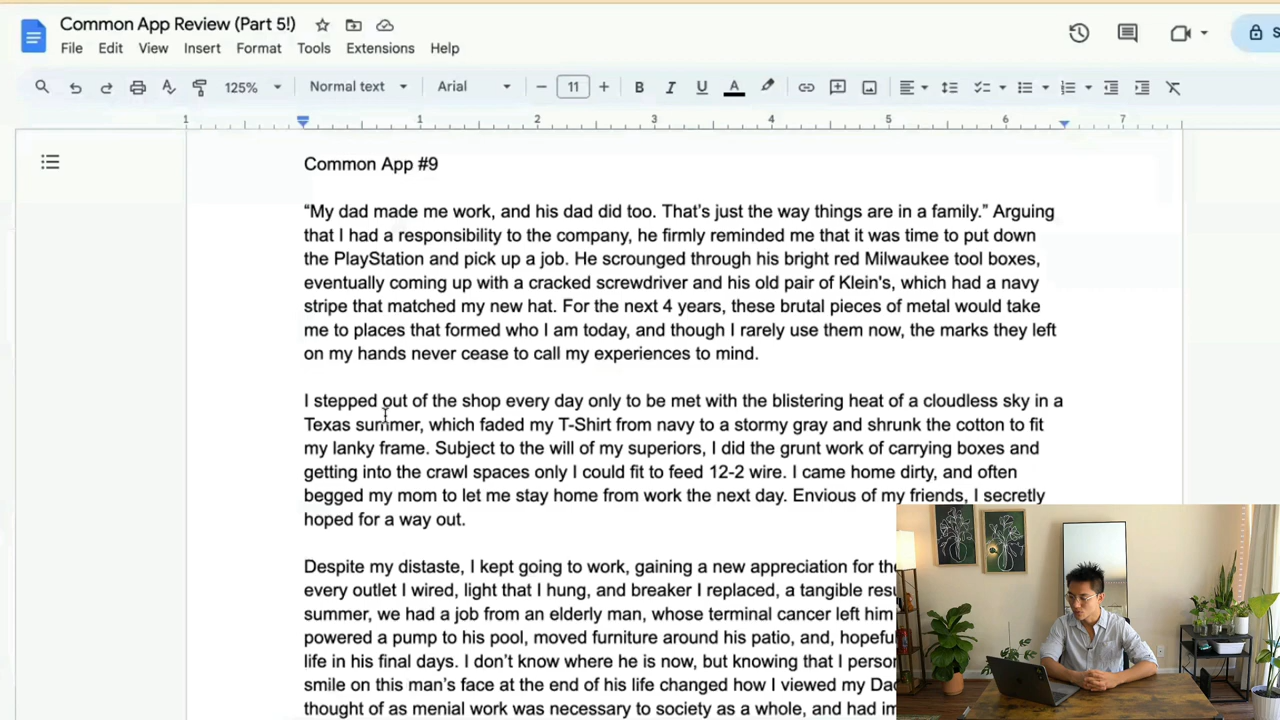 Common App Review (Part 5!)
File Edit View Insert Format Tools Extensions Help
125% Normal text Arial 11 B I U A
1 1 2 3 4 5 6 7
Common App #9
“My dad made me work, and his dad did too. That’s just the way things are in a family.” Arguing
that I had a responsibility to the company, he firmly reminded me that it was time to put down
the PlayStation and pick up a job. He scrounged through his bright red Milwaukee tool boxes,
eventually coming up with a cracked screwdriver and his old pair of Klein's, which had a navy
stripe that matched my new hat. For the next 4 years, these brutal pieces of metal would take
me to places that formed who I am today, and though I rarely use them now, the marks they left
on my hands never cease to call my experiences to mind.
I stepped out of the shop every day only to be met with the blistering heat of a cloudless sky in a
Texas summer, which faded my T-Shirt from navy to a stormy gray and shrunk the cotton to fit
my lanky frame. Subject to the will of my superiors, I did the grunt work of carrying boxes and
getting into the crawl spaces only I could fit to feed 12-2 wire. I came home dirty, and often
begged my mom to let me stay home from work the next day. Envious of my friends, I secretly
hoped for a way out.
Despite my distaste, I kept going to work, gaining a new appreciation for
every outlet I wired, light that I hung, and breaker I replaced, a tangible
summer, we had a job from an elderly man, whose terminal cancer left him
powered a pump to his pool, moved furniture around his patio, and,
life in his final days. I don’t know where he is now, but knowing that I
smile on this man’s face at the end of his life changed how I viewed my
thought of as menial work was necessary to society as a whole, and had